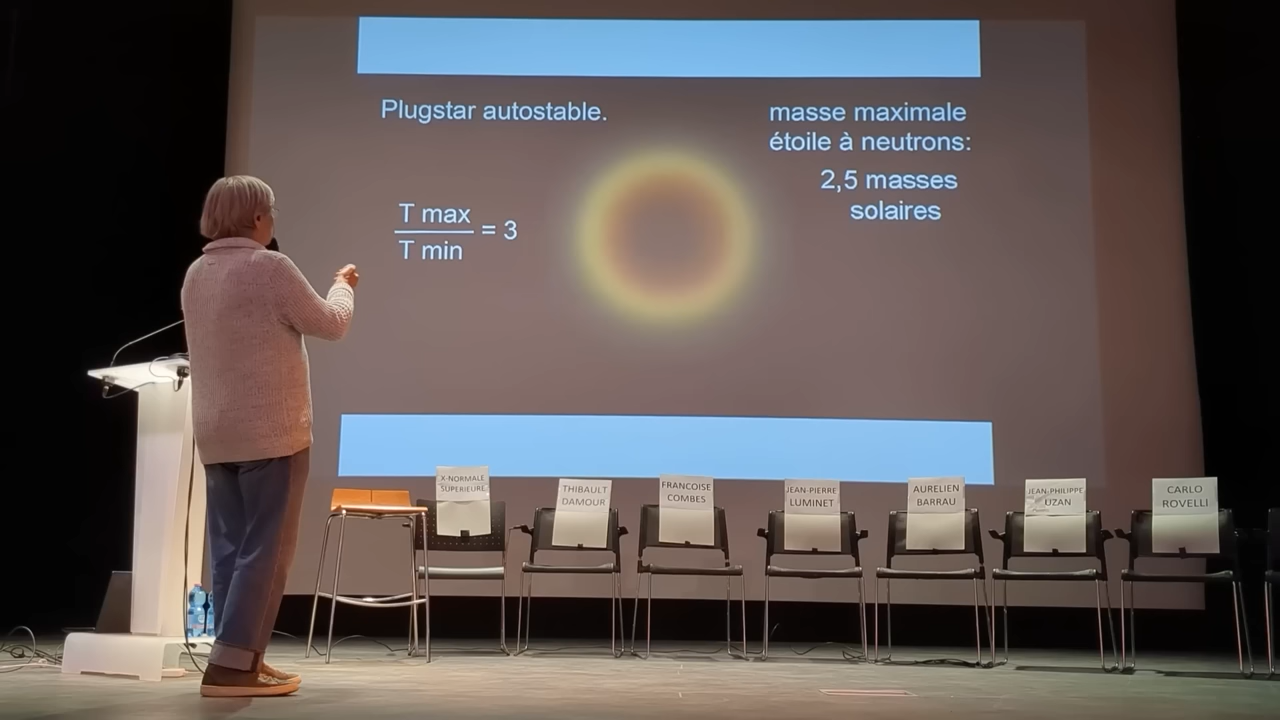 Plugstar autostable.
T max
T min
= 3
masse maximale
étoile à neutrons:
2,5 masses
solaires
X-NORMALE
SUPERIEURE
THIBAULT
DAMOUR
FRANCOISE
COMBES
JEAN-PIERRE
LUMINET
AURELIEN
BARRAU
JEAN-PHILIPPE
UZAN
CARLO
ROVELLI